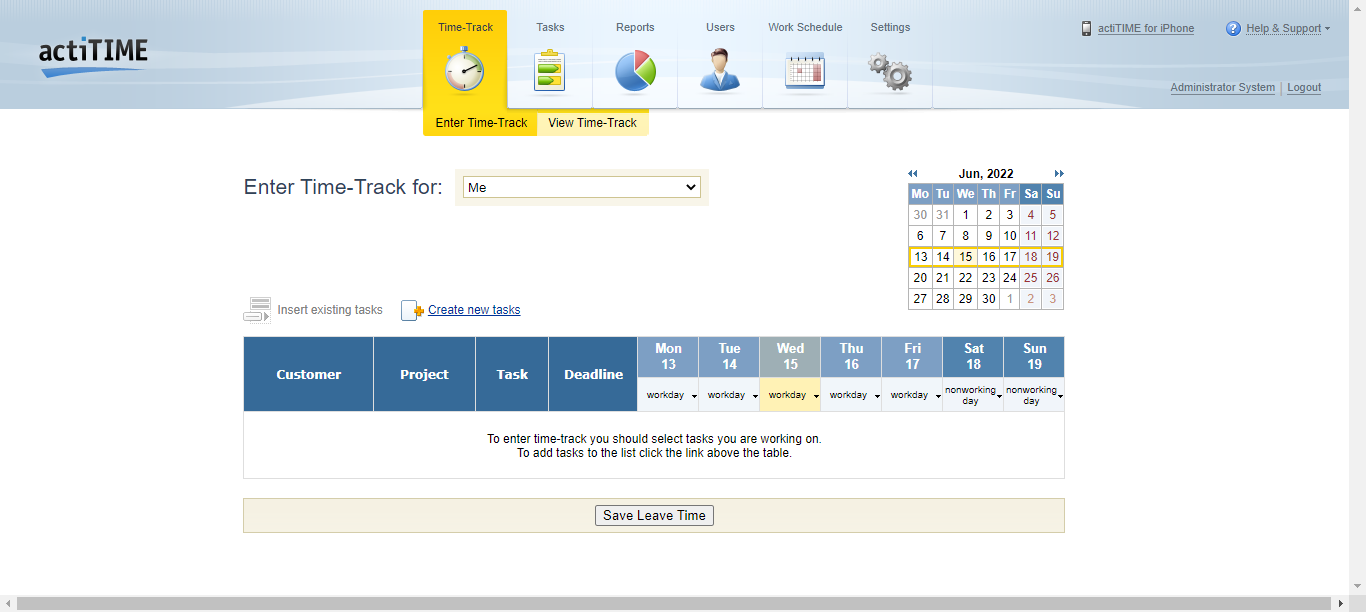 actiTIME
Time-Track
Tasks
Reports
Users
Work Schedule
Settings
actiTIME for iPhone
? Help & Support
Administrator System | Logout
Enter Time-Track
View Time-Track
Enter Time-Track for:
Me
Jun, 2022
Mo Tu We Th Fr Sa Su
30 31 1 2 3 4 5
6 7 8 9 10 11 12
13 14 15 16 17 18 19
20 21 22 23 24 25 26
27 28 29 30 1 2 3
Insert existing tasks
Create new tasks
Customer
Project
Task
Deadline
Mon
13
Tue
14
Wed
15
Thu
16
Fri
17
Sat
18
Sun
19
workday
workday
workday
workday
workday
nonworking
day
nonworking
day
To enter time-track you should select tasks you are working on.
To add tasks to the list click the link above the table.
Save Leave Time